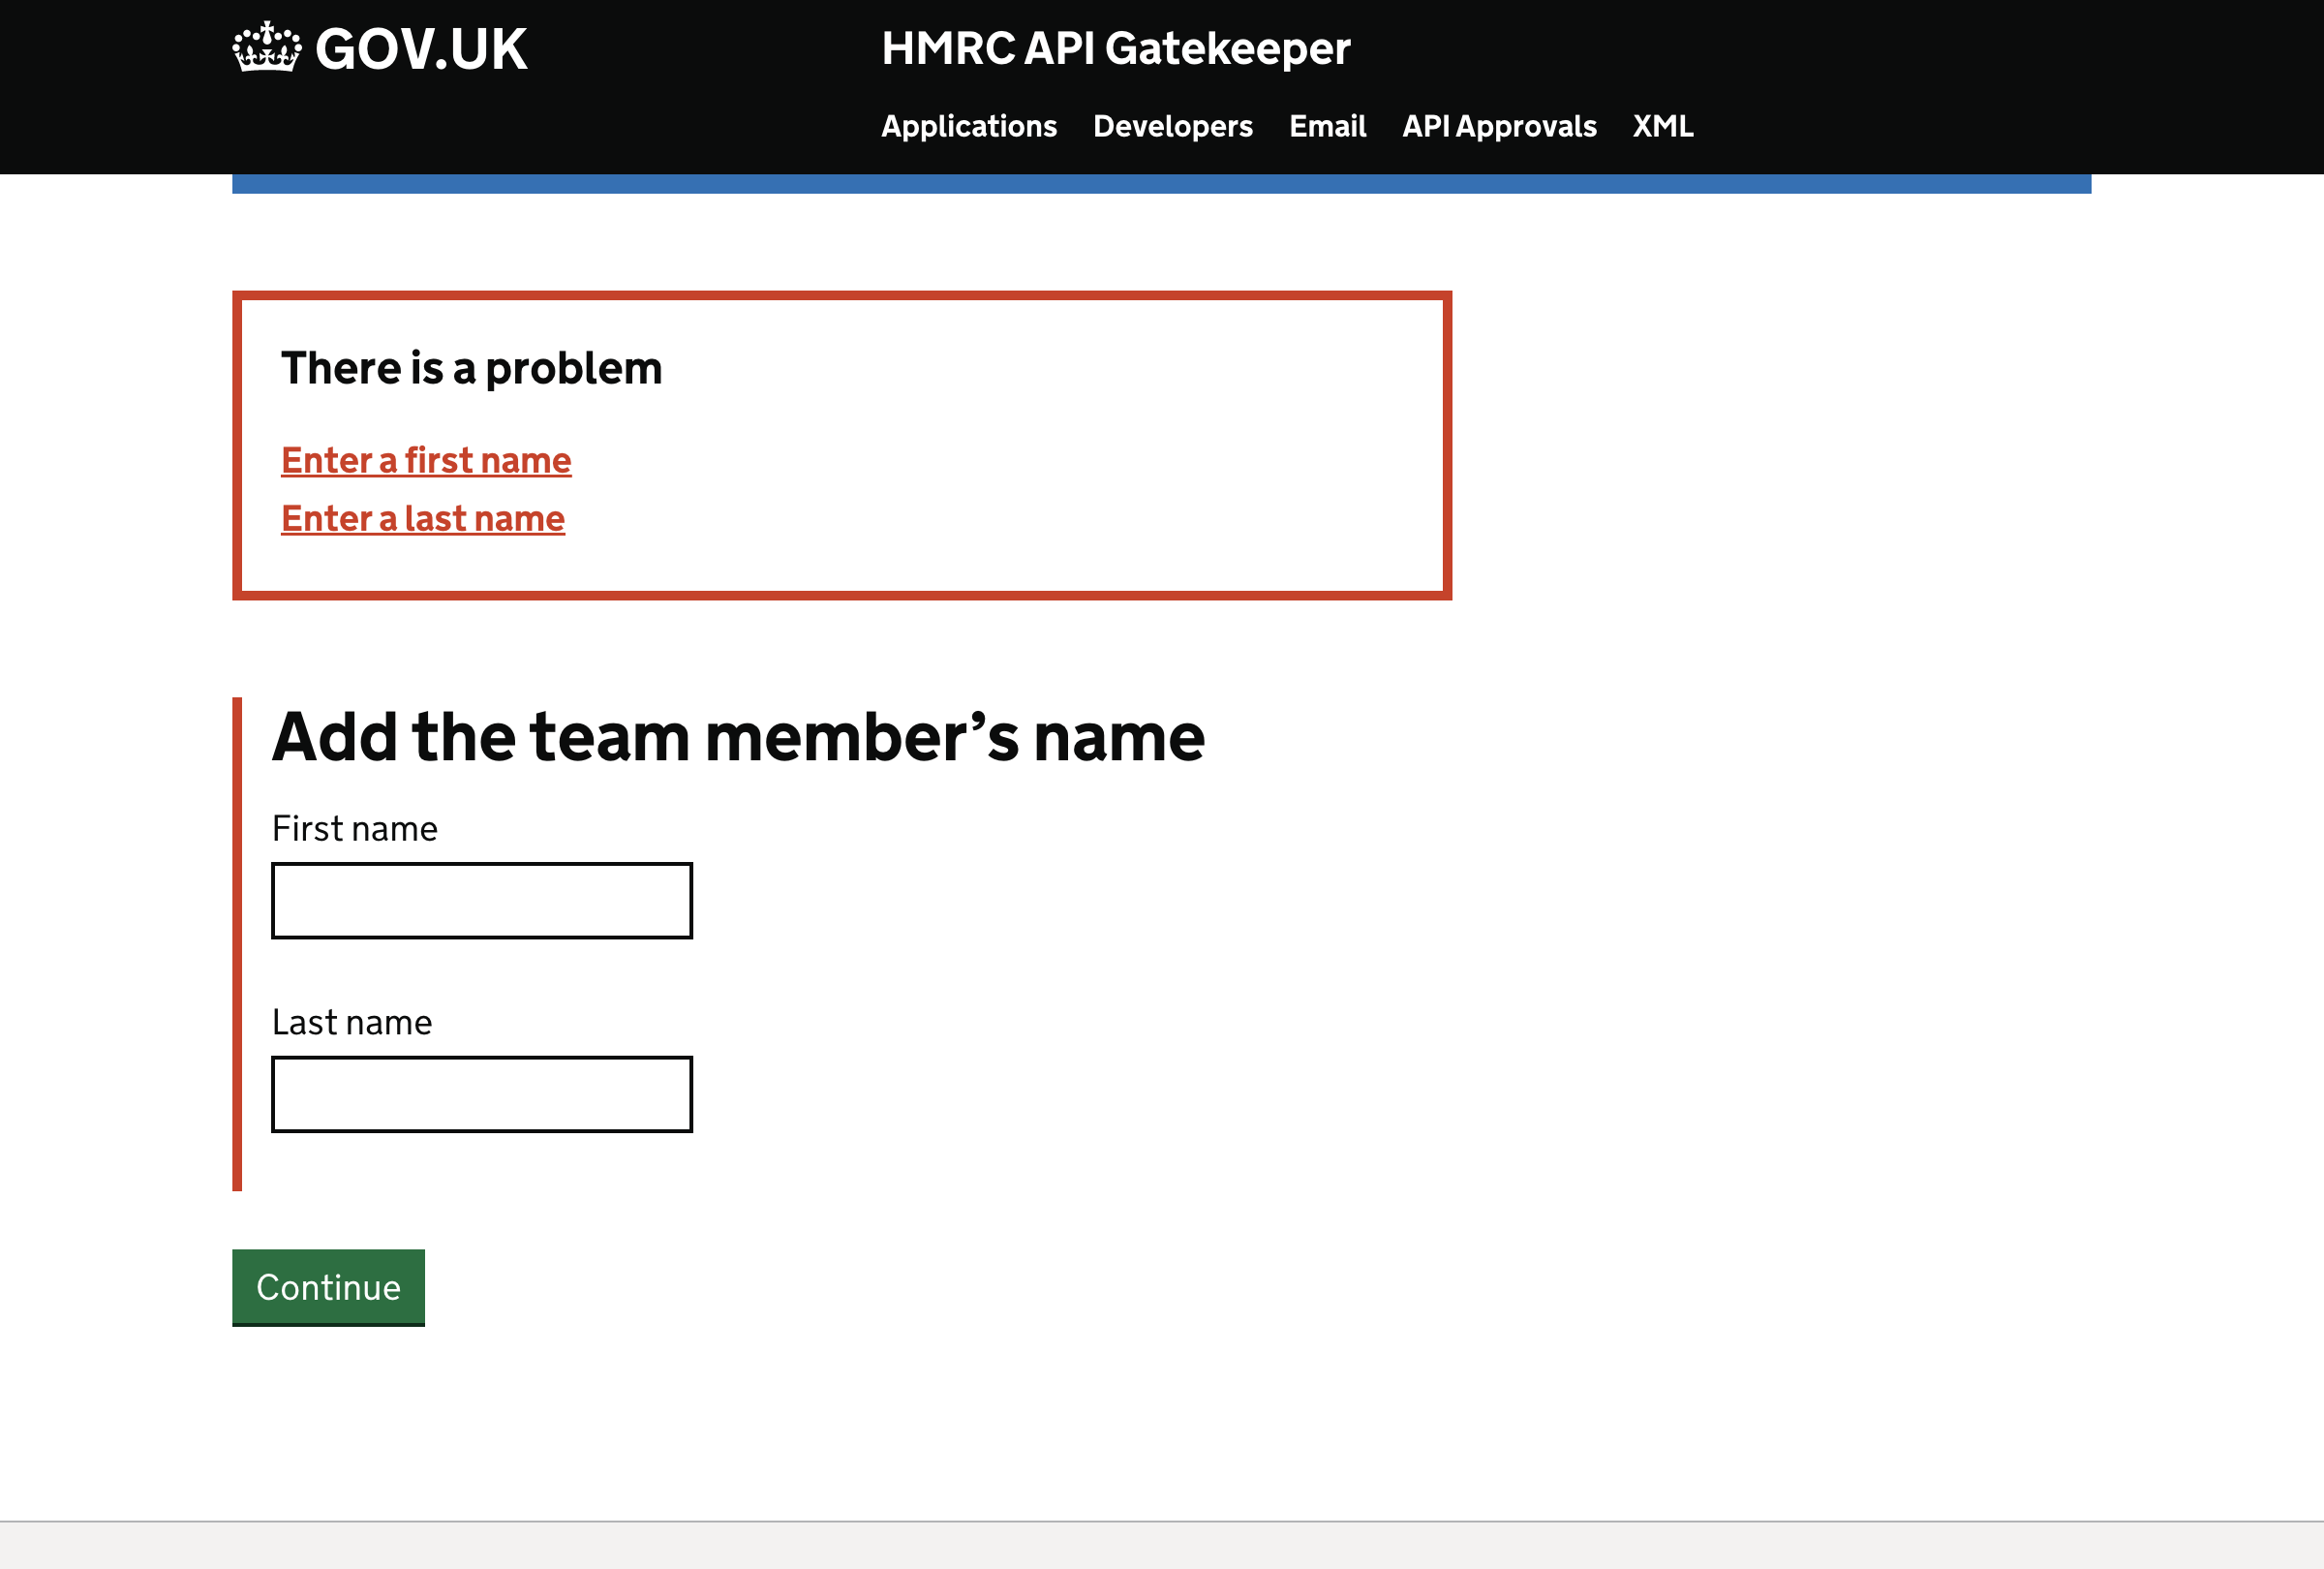 GOV.UK
HMRC API Gatekeeper
Applications Developers Email API Approvals XML
There is a problem
Enter a first name
Enter a last name
Add the team member’s name
First name
Last name
Continue